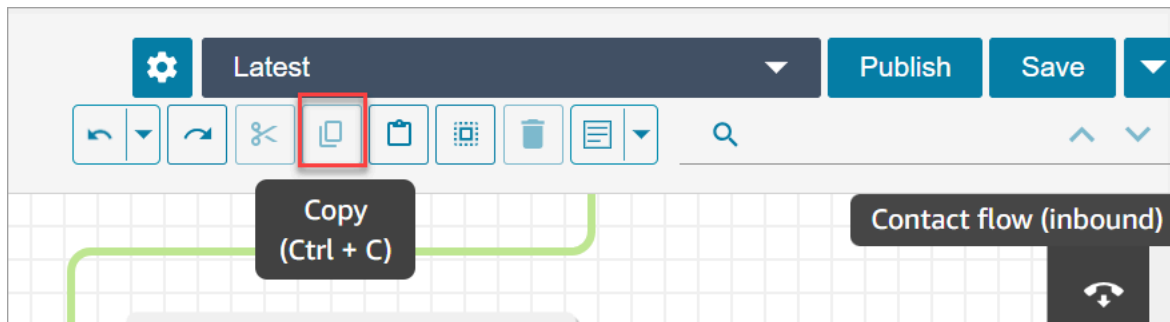 Latest
Publish
Save
Copy
(Ctrl + C)
Contact flow (inbound)